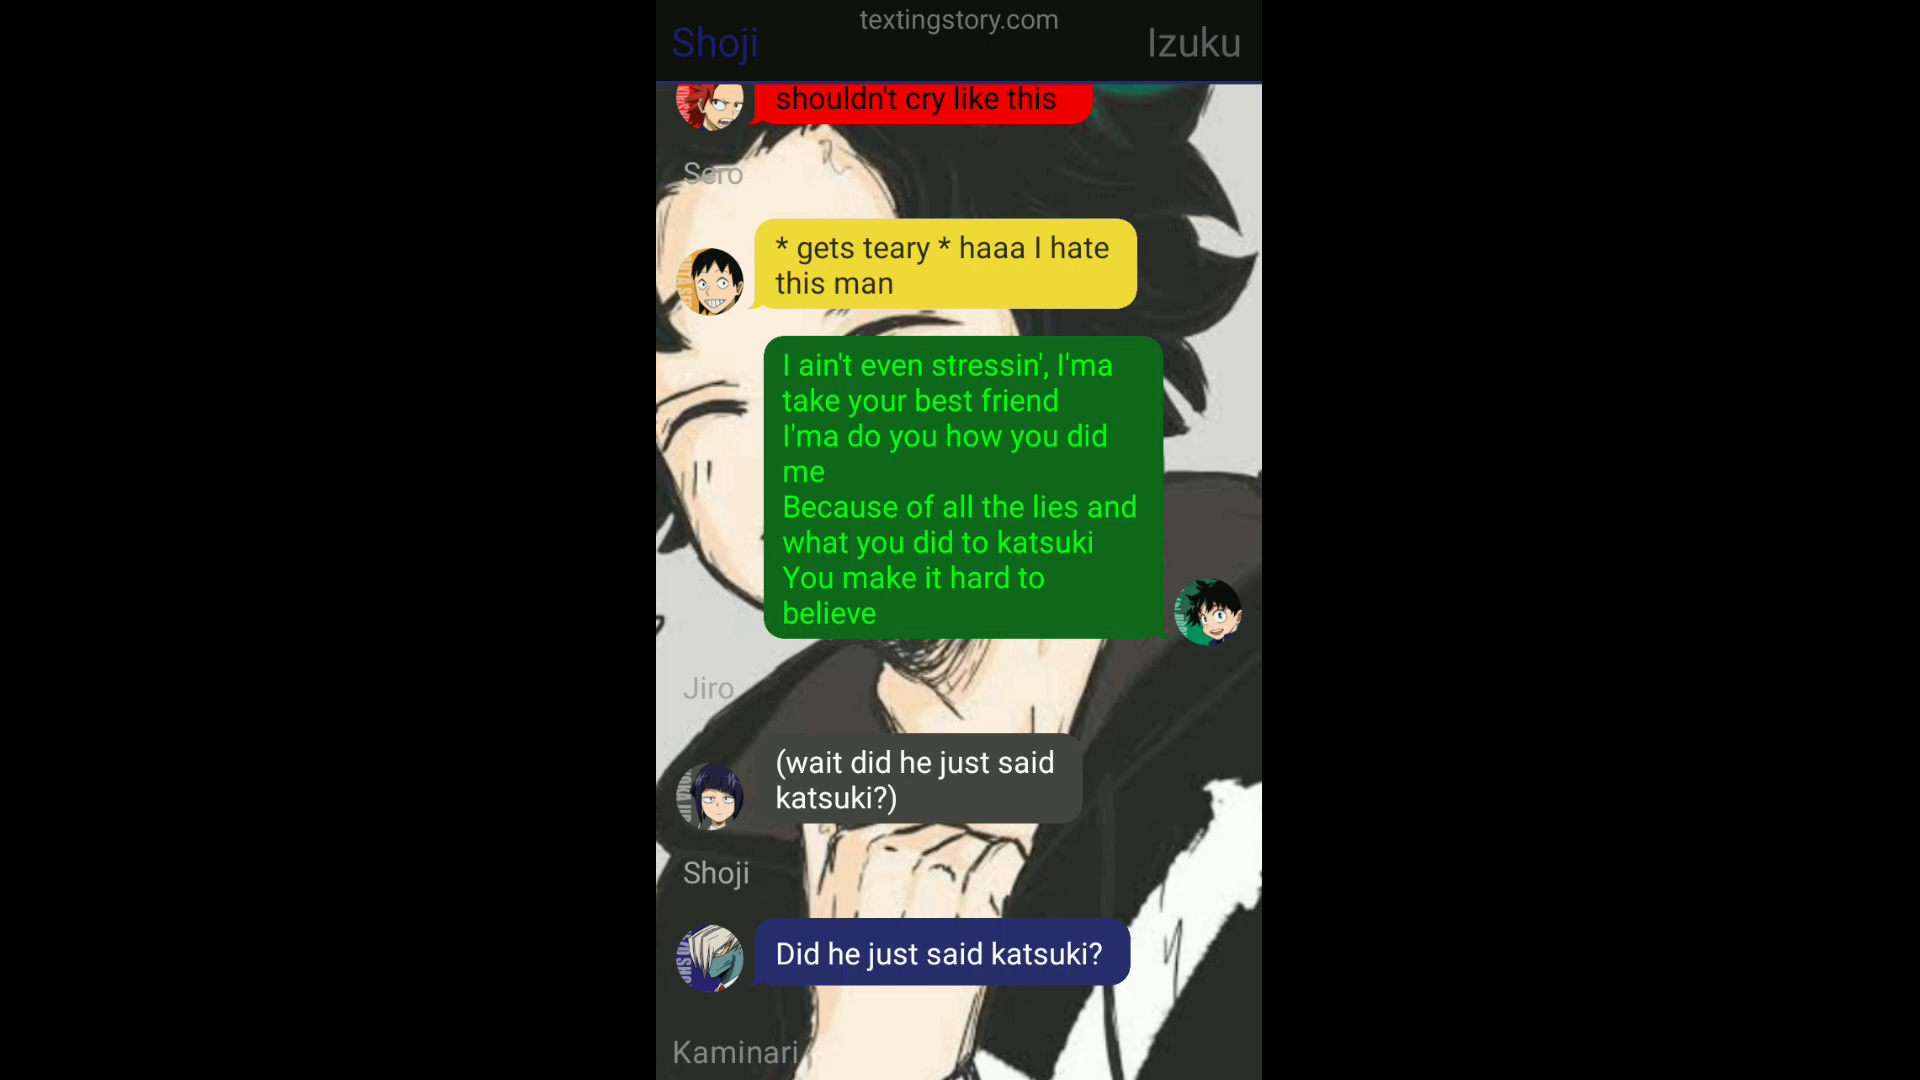 textingstory.com
Shoji
Izuku
shouldn't cry like this
Sero
* gets teary * haaa I hate
this man
I ain't even stressin', I'ma
take your best friend
I'ma do you how you did
me
Because of all the lies and
what you did to katsuki
You make it hard to
believe
Jiro
(wait did he just said
katsuki?)
Shoji
Did he just said katsuki?
Kaminari